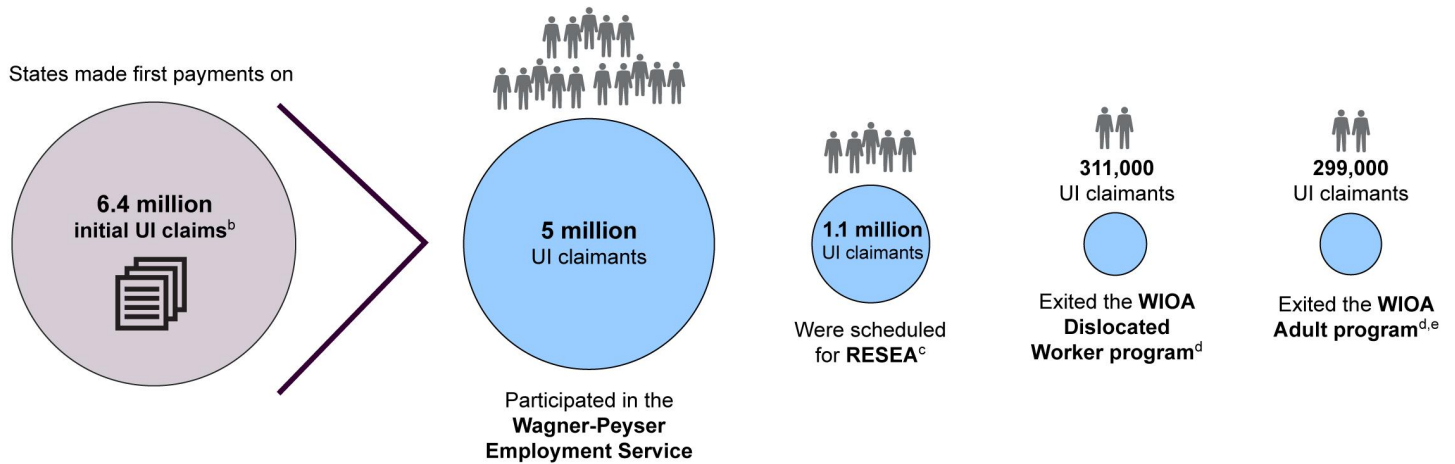 States made first payments on
6.4 million
initial UI claimsb
5 million
UI claimants
Participated in the
Wagner-Peyser
Employment Service
1.1 million
UI claimants
Were scheduled
for RESEAc
311,000
UI claimants
Exited the WIOA
Dislocated
Worker programd
299,000
UI claimants
Exited the WIOA
Adult programd,e